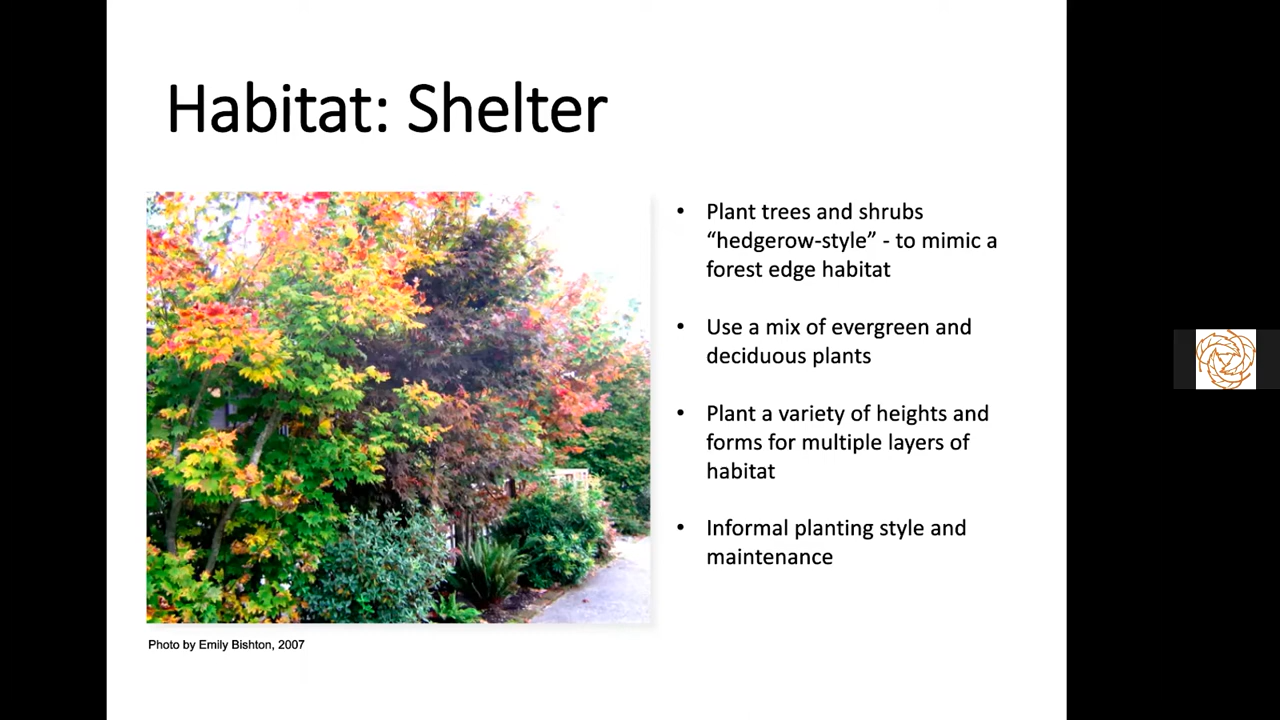 Habitat: Shelter
• Plant trees and shrubs
“hedgerow-style” - to mimic a
forest edge habitat
• Use a mix of evergreen and
deciduous plants
• Plant a variety of heights and
forms for multiple layers of
habitat
• Informal planting style and
maintenance
Photo by Emily Bishton, 2007